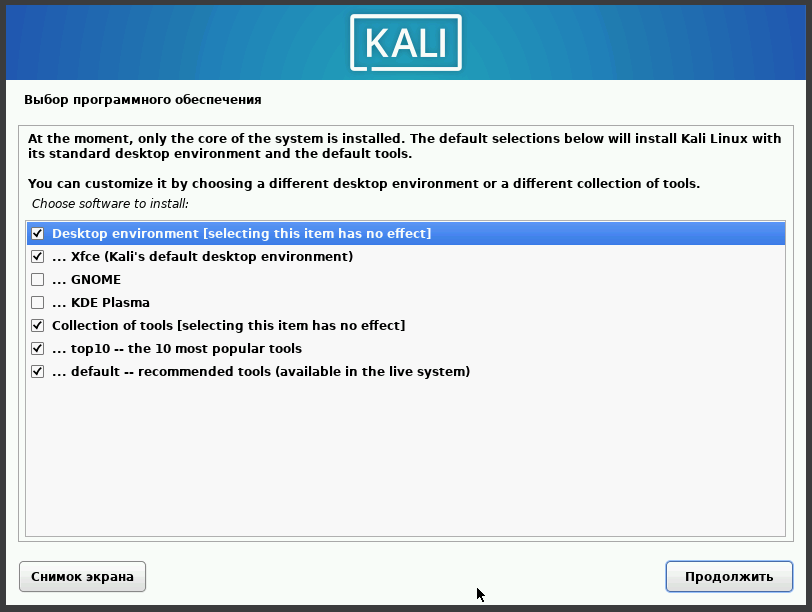 KALI
Выбор программного обеспечения
At the moment, only the core of the system is installed. The default selections below will install Kali Linux with
its standard desktop environment and the default tools.
You can customize it by choosing a different desktop environment or a different collection of tools.
Choose software to install:
Desktop environment [selecting this item has no effect]
... Xfce (Kali's default desktop environment)
... GNOME
... KDE Plasma
Collection of tools [selecting this item has no effect]
... top10 -- the 10 most popular tools
... default -- recommended tools (available in the live system)
Снимок экрана
Продолжить